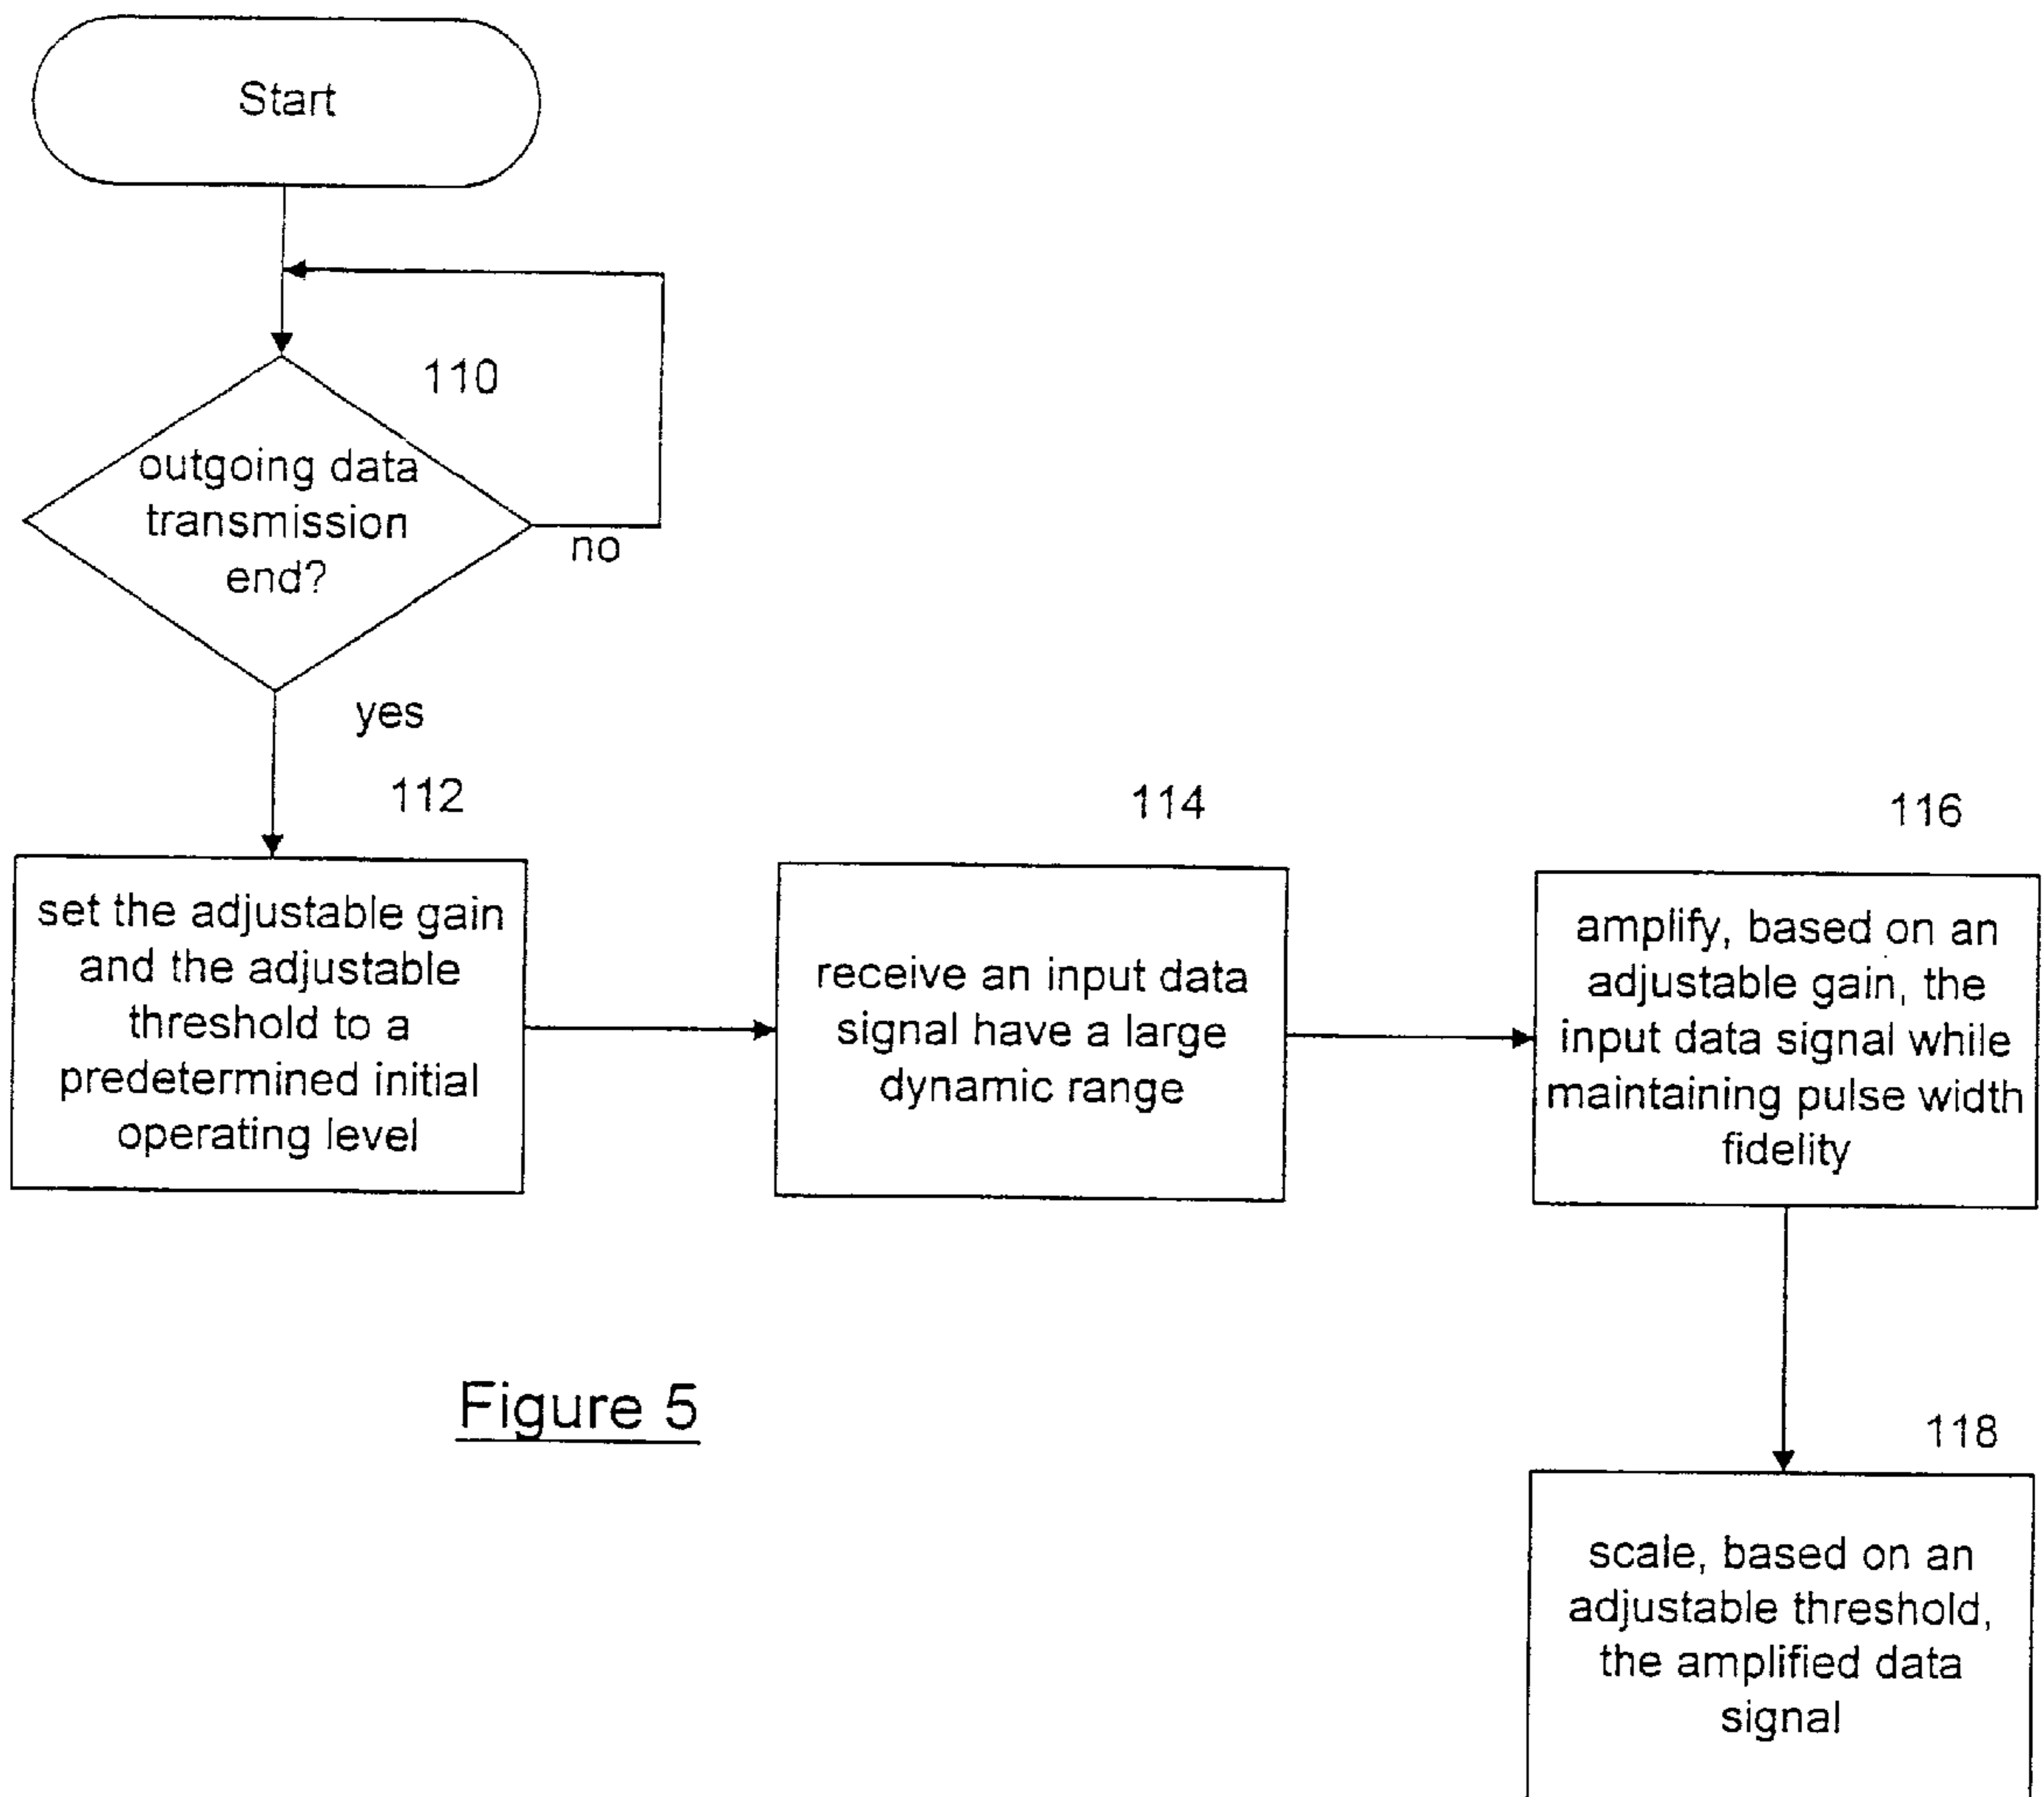 Start
110
outgoing data
transmission
end?
no
yes
112
set the adjustable gain
and the adjustable
threshold to a
predetermined initial
operating level
114
receive an input data
signal have a large
dynamic range
116
amplify, based on an
adjustable gain, the
input data signal while
maintaining pulse width
fidelity
118
scale, based on an
adjustable threshold,
the amplified data
signal
Figure 5